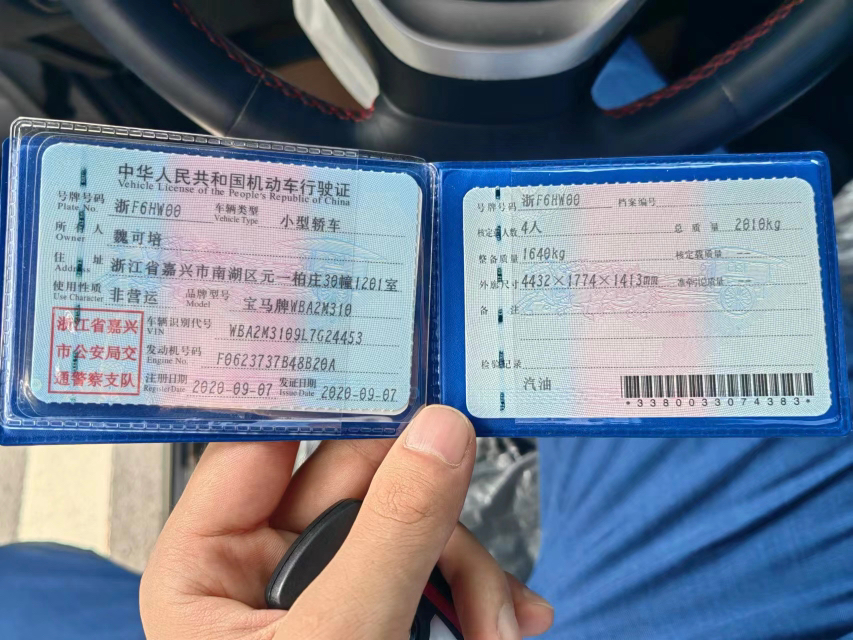 中华人民共和国机动车行驶证
Vehicle License of the People's Republic of China
号牌号码 Plate No. 浙F6HW00 车辆类型 Vehicle Type 小型轿车
所有人 Owner 魏可培
住址 Address 浙江省嘉兴市南湖区元一柏庄30幢1201室
使用性质 Use Character 非营运 品牌型号 Model 宝马牌WBA2M310
浙江省嘉兴
市公安局交
通警察支队
车辆识别代号 VIN WBA2M3109L7G24453
发动机号码 Engine No. F0623737B48B20A
注册日期 Register Date 2020-09-07 发证日期 Issue Date 2020-09-07
号牌号码 浙F6HW00 档案编号
核定载人数 4人 总质量 2010kg
整备质量 1640kg 核定载质量 --
外廓尺寸 4432×1774×1413mm 准牵引总质量 --
备注
检验记录
汽油
*3380033074383*